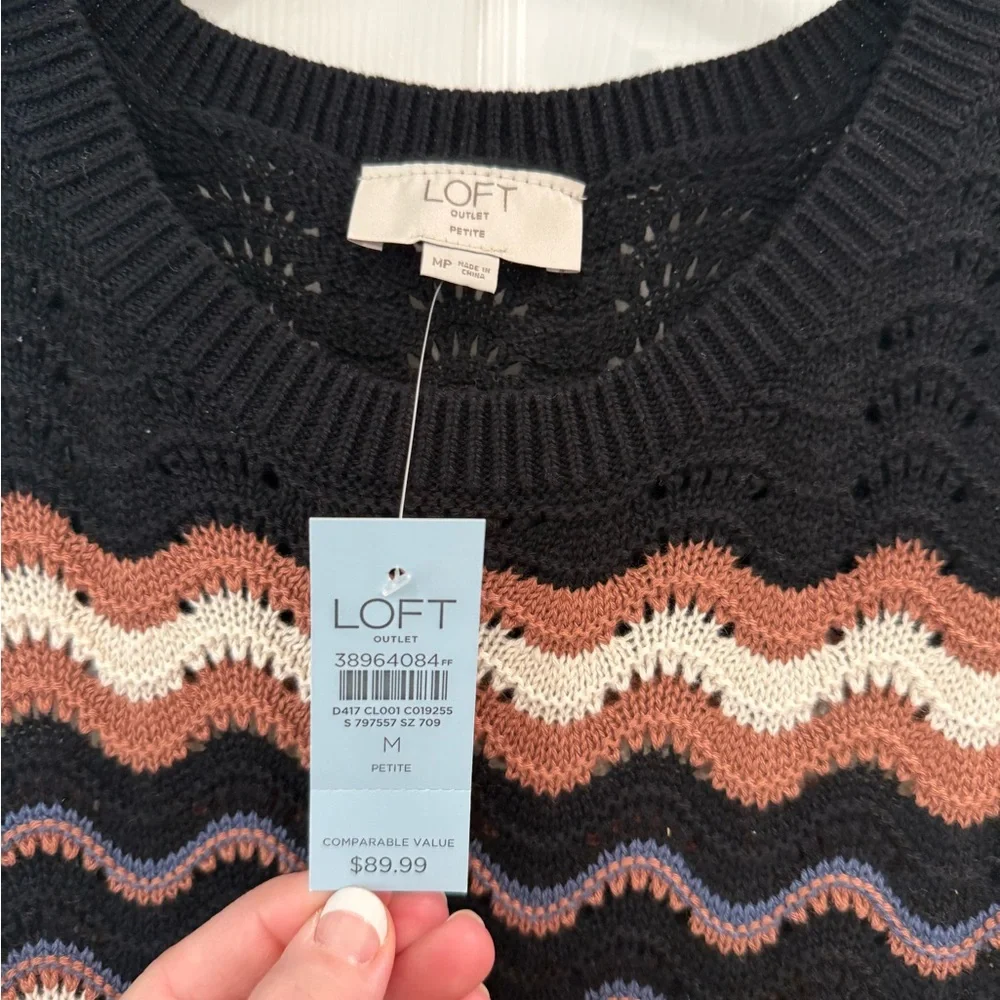 LOFT
OUTLET
PETITE
MP MADE IN
CHINA
LOFT
OUTLET
38964084 FF
D417 CL001 C019255
S 797557 SZ 709
M
PETITE
COMPARABLE VALUE
$89.99